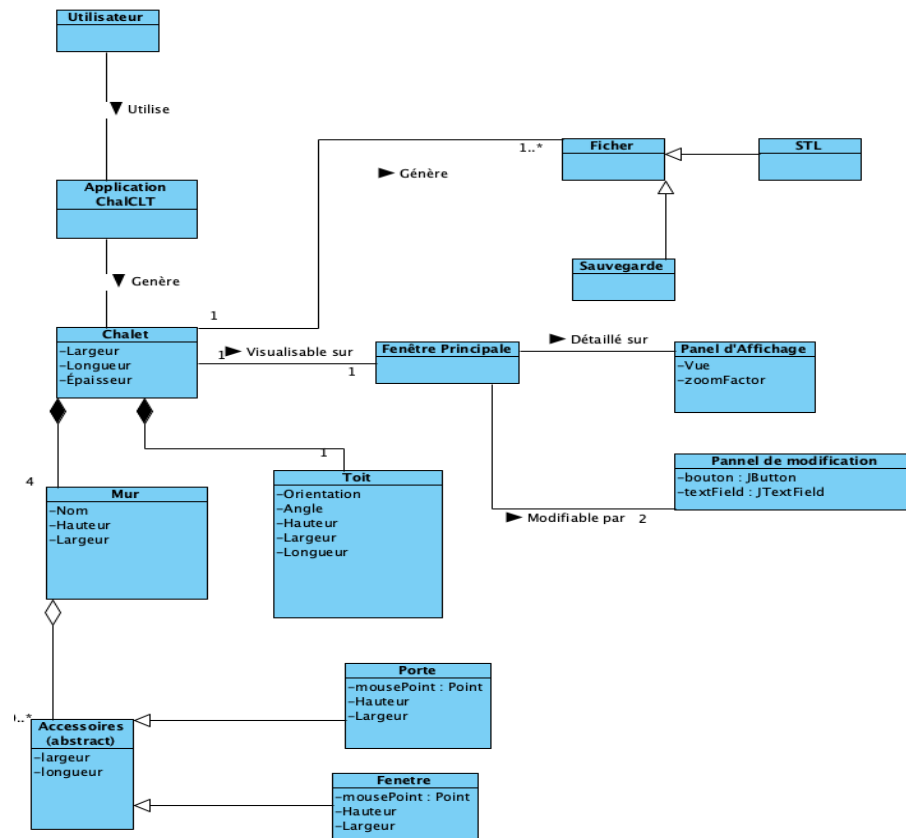 Utilisateur
Utilise
Application
ChalCLT
Genère
1..*
Ficher
STL
Génère
Sauvegarde
1
Chalet
–Largeur
–Longueur
–Épaisseur
1
Visualisable sur
1
Fenêtre Principale
Détaillé sur
Panel d'Affichage
–Vue
–zoomFactor
Pannel de modification
–bouton : JButton
–textField : JTextField
Modifiable par
2
4
Mur
–Nom
–Hauteur
–Largeur
1
Toit
–Orientation
–Angle
–Hauteur
–Largeur
–Longueur
Porte
–mousePoint : Point
–Hauteur
–Largeur
..*
Accessoires
(abstract)
–largeur
–longueur
Fenetre
–mousePoint : Point
–Hauteur
–Largeur